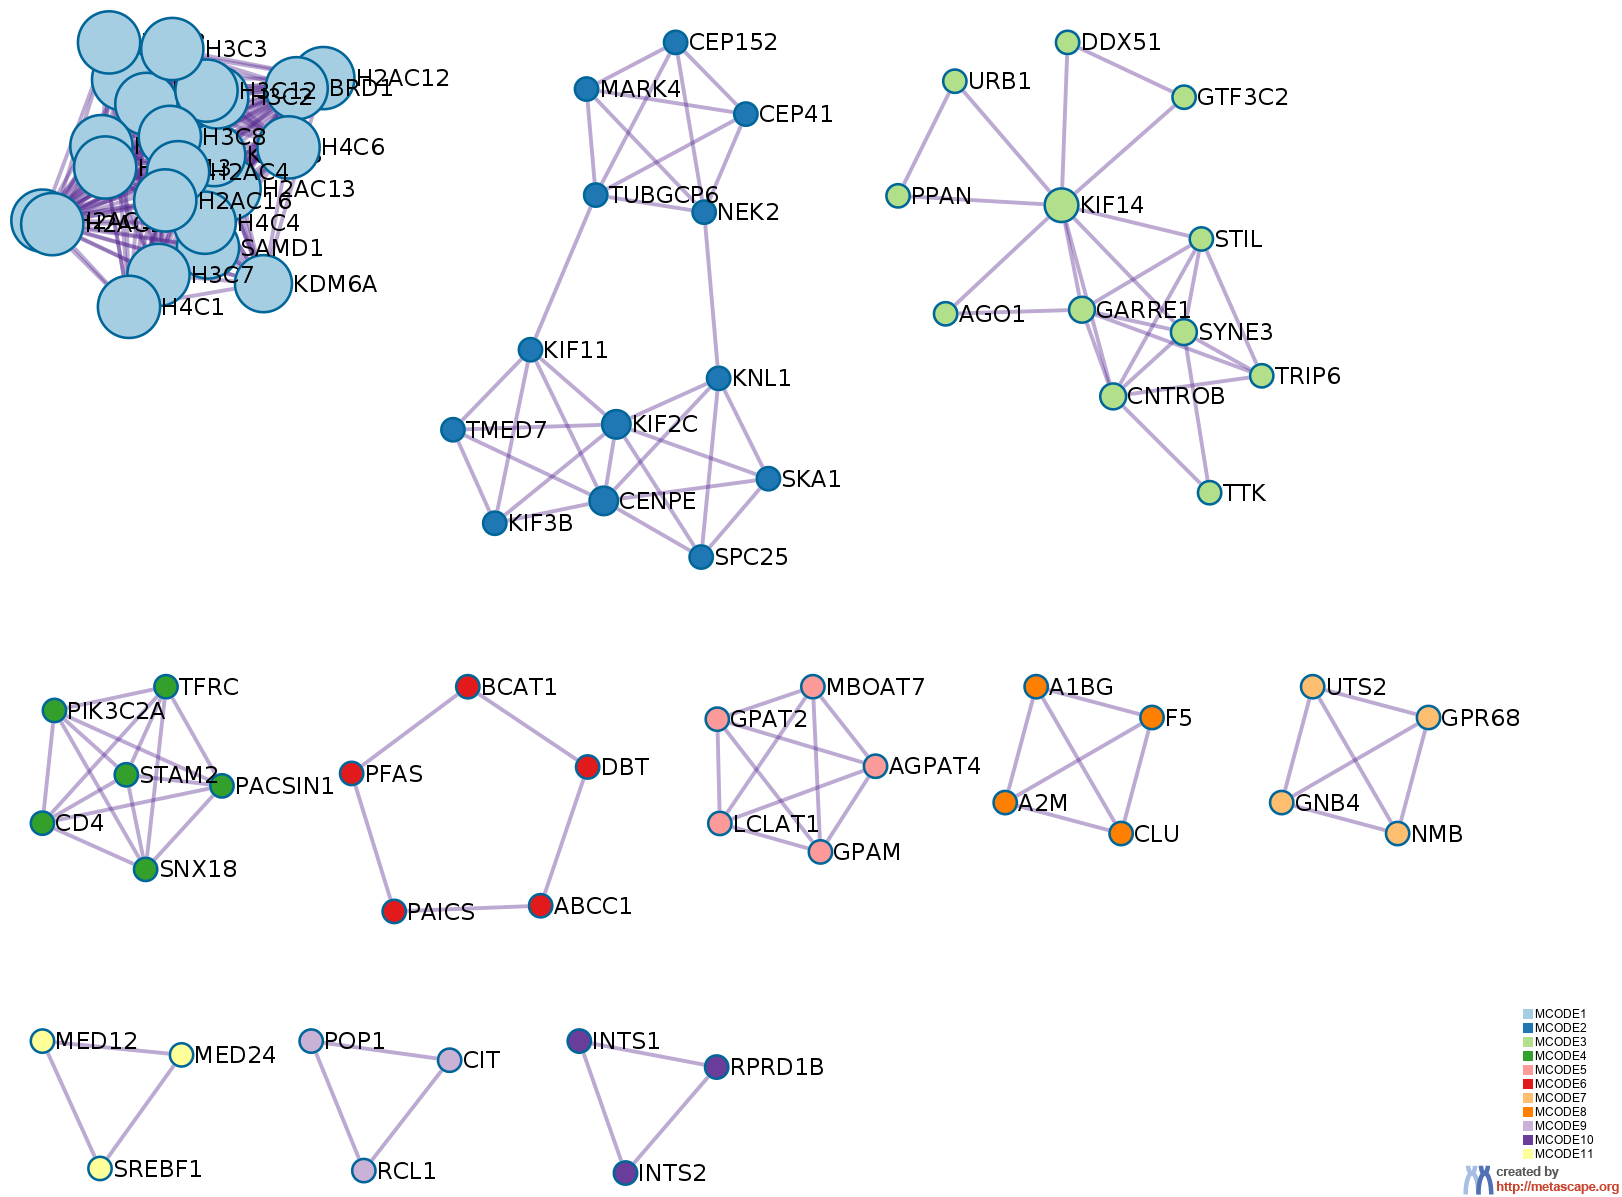 H3C3
H2AC12
BRD1
H3C12
H3C2
H3C8
H4C6
H2AC4
H2AC13
H2AC16
H4C4
SAMD1
H3C7
KDM6A
H4C1
CEP152
MARK4
CEP41
TUBGCP6
NEK2
KIF11
KNL1
KIF2C
TMED7
SKA1
CENPE
KIF3B
SPC25
DDX51
URB1
GTF3C2
PPAN
KIF14
STIL
AGO1
GARRE1
SYNE3
TRIP6
CNTROB
TTK
TFRC
PIK3C2A
STAM2
PACSIN1
CD4
SNX18
BCAT1
PFAS
DBT
PAICS
ABCC1
MBOAT7
GPAT2
AGPAT4
LCLAT1
GPAM
A1BG
F5
A2M
CLU
UTS2
GPR68
GNB4
NMB
MED12
MED24
SREBF1
POP1
CIT
RCL1
INTS1
RPRD1B
INTS2
MCODE1
MCODE2
MCODE3
MCODE4
MCODE5
MCODE6
MCODE7
MCODE8
MCODE9
MCODE10
MCODE11
created by
http://metascape.org